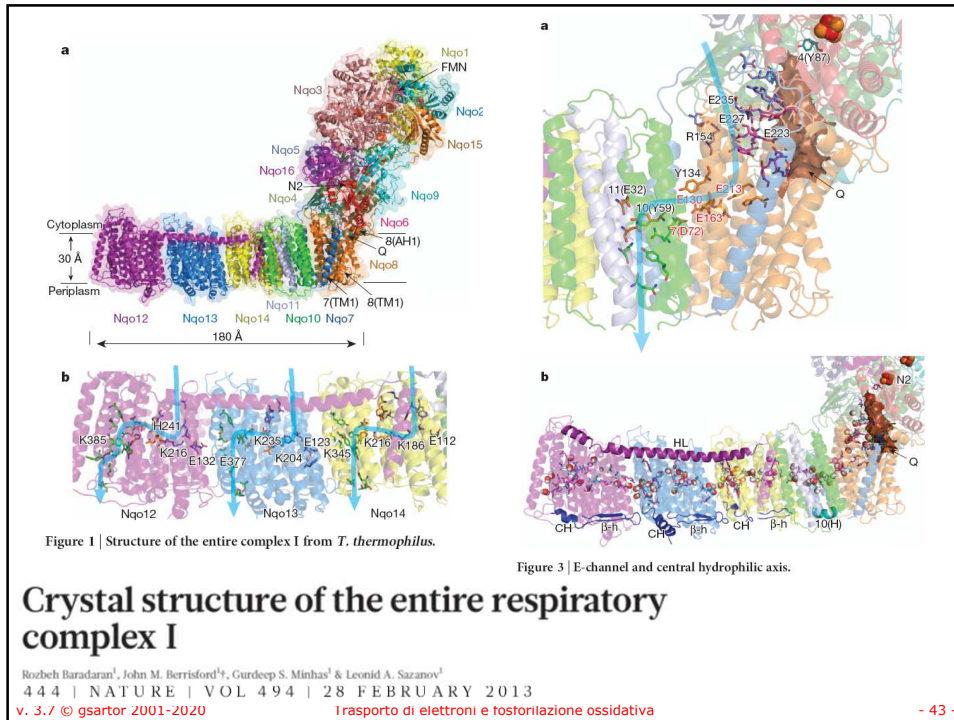 a
Nqo1
FMN
Nqo3
Nqo2
Nqo15
Nqo5
Nqo16
N2
Nqo4
Nqo9
Nqo6
8(AH1)
Q
Nqo8
Cytoplasm
30 Å
Periplasm
7(TM1)
8(TM1)
Nqo11
Nqo12
Nqo13
Nqo14
Nqo10
Nqo7
180 Å
b
K385
H241
K216
E132
E377
K235
K204
E123
K345
K216
K186
E112
Nqo12
Nqo13
Nqo14
Figure 1 | Structure of the entire complex I from T. thermophilus.
a
4(Y87)
E235
E227
E223
R154
Q
Y134
11(E32)
E213
E130
10(Y59)
E163
7(D72)
b
N2
HL
Q
CH
β-h
CH
β-h
CH
β-h
10(H)
Figure 3 | E-channel and central hydrophilic axis.
Crystal structure of the entire respiratory
complex I
Rozbeh Baradaran¹, John M. Berrisford¹†, Gurdeep S. Minhas¹ & Leonid A. Sazanov¹
444 | NATURE | VOL 494 | 28 FEBRUARY 2013
v. 3.7 © gsartor 2001-2020
Trasporto di elettroni e fosforilazione ossidativa
- 43 -